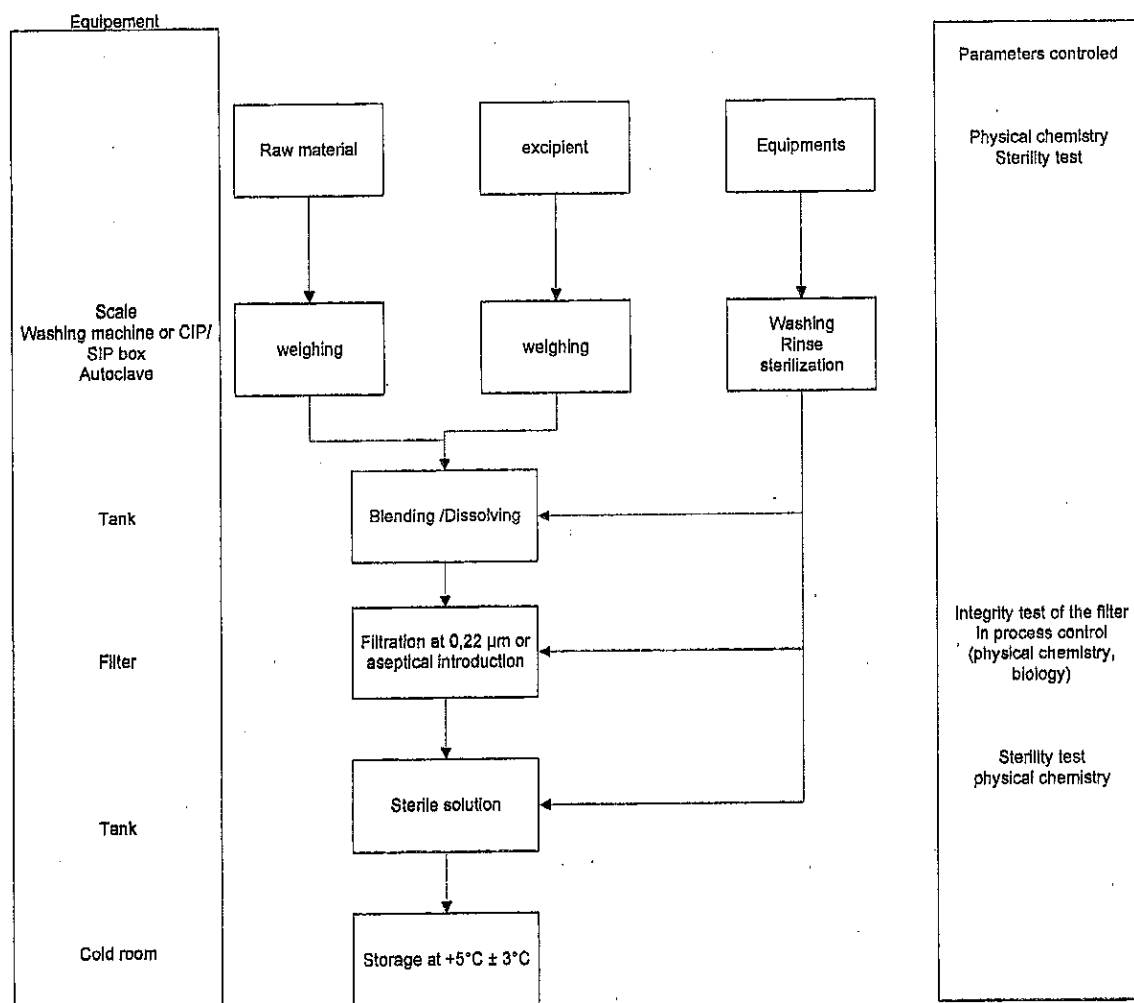 Equipement
Parameters controled
Raw material
excipient
Equipments
Physical chemistry
Sterility test
Scale
Washing machine or CIP/
SIP box
Autoclave
weighing
weighing
Washing
Rinse
sterilization
Tank
Blending /Dissolving
Filter
Filtration at 0,22 µm or
aseptical introduction
Integrity test of the filter
In process control
(physical chemistry,
biology)
Sterility test
physical chemistry
Tank
Sterile solution
Cold room
Storage at +5°C ± 3°C